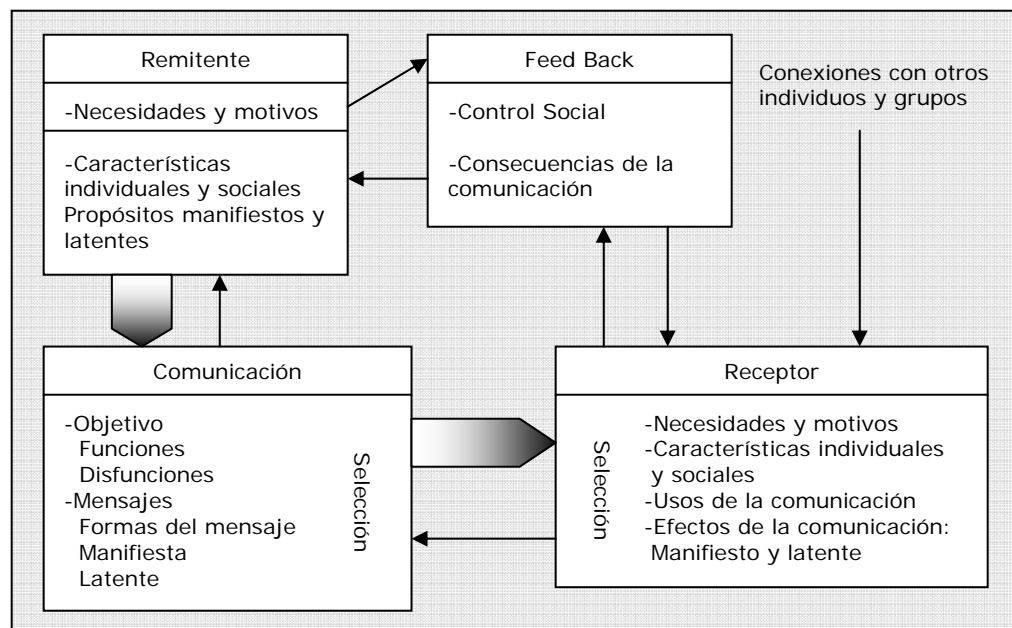 Remitente
-Necesidades y motivos
-Características
individuales y sociales
Propósitos manifiestos y
latentes
Feed Back
-Control Social
-Consecuencias de la
comunicación
Conexiones con otros
individuos y grupos
Comunicación
-Objetivo
Funciones
Disfunciones
-Mensajes
Formas del mensaje
Manifiesta
Latente
Selección
Receptor
Selección
-Necesidades y motivos
-Características individuales
y sociales
-Usos de la comunicación
-Efectos de la comunicación:
Manifiesto y latente